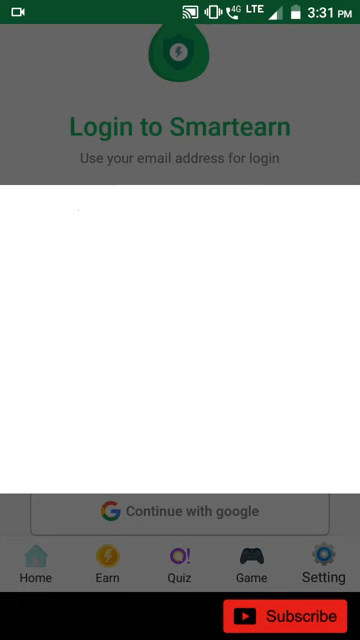 4G LTE 3:31 PM
Login to Smartearn
Use your email address for login
Continue with google
Home Earn Quiz Game Setting
Subscribe